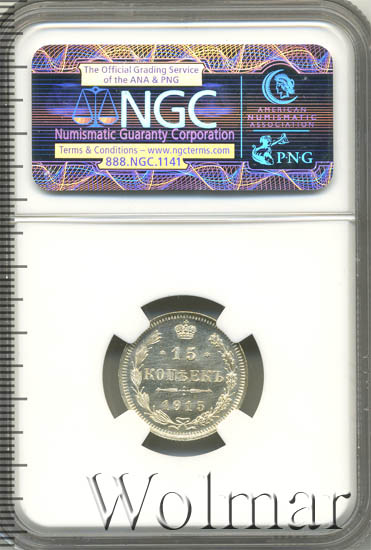 The Official Grading Service
of the ANA & PNG
NGC
Numismatic Guaranty Corporation
Terms & Conditions – www.ngcterms.com
888.NGC.1141
AMERICAN
NUMISMATIC
ASSOCIATION
PNG
15
КОПѢЕКЪ
1915
Wolmar